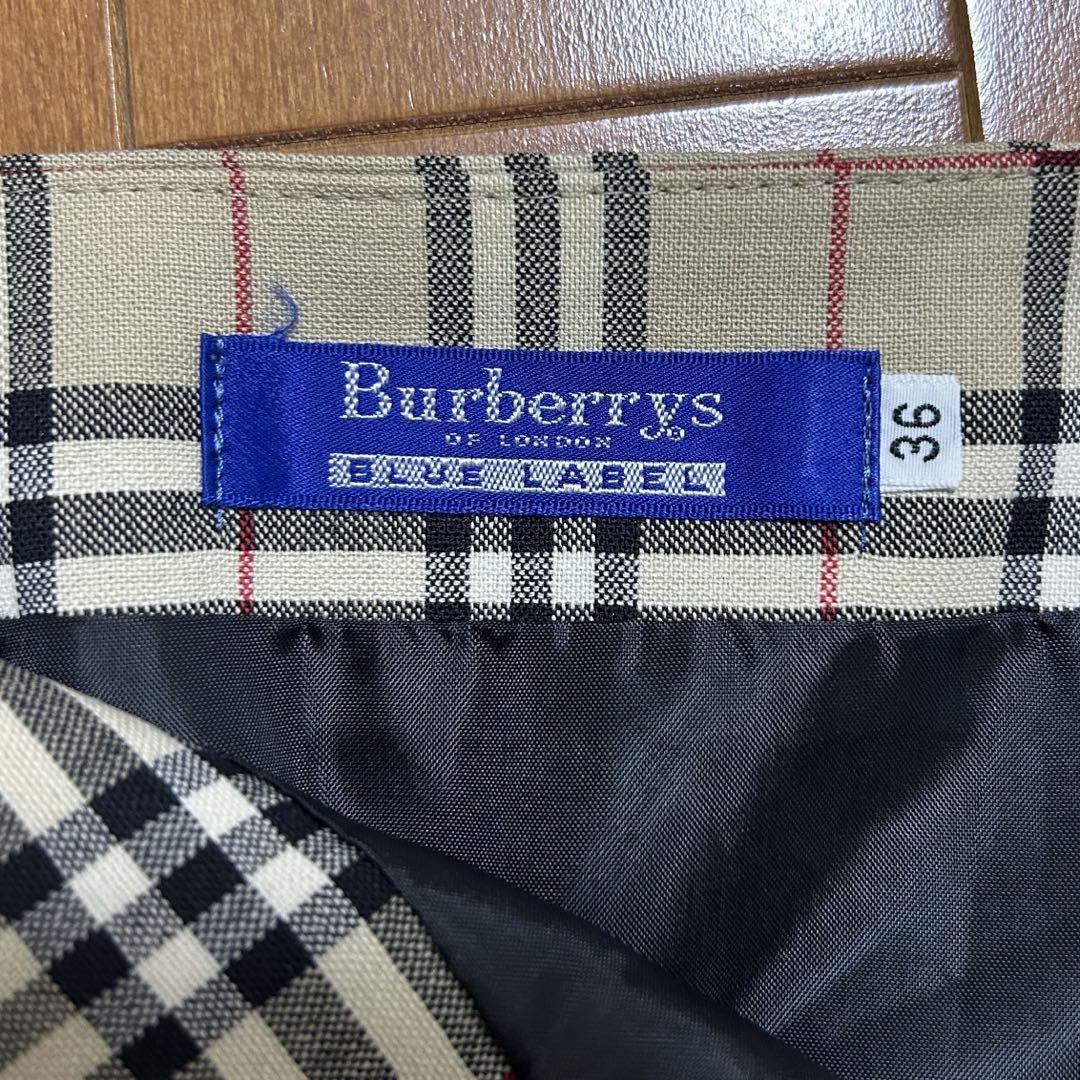 Burberrys®
OF LONDON
BLUE LABEL
36